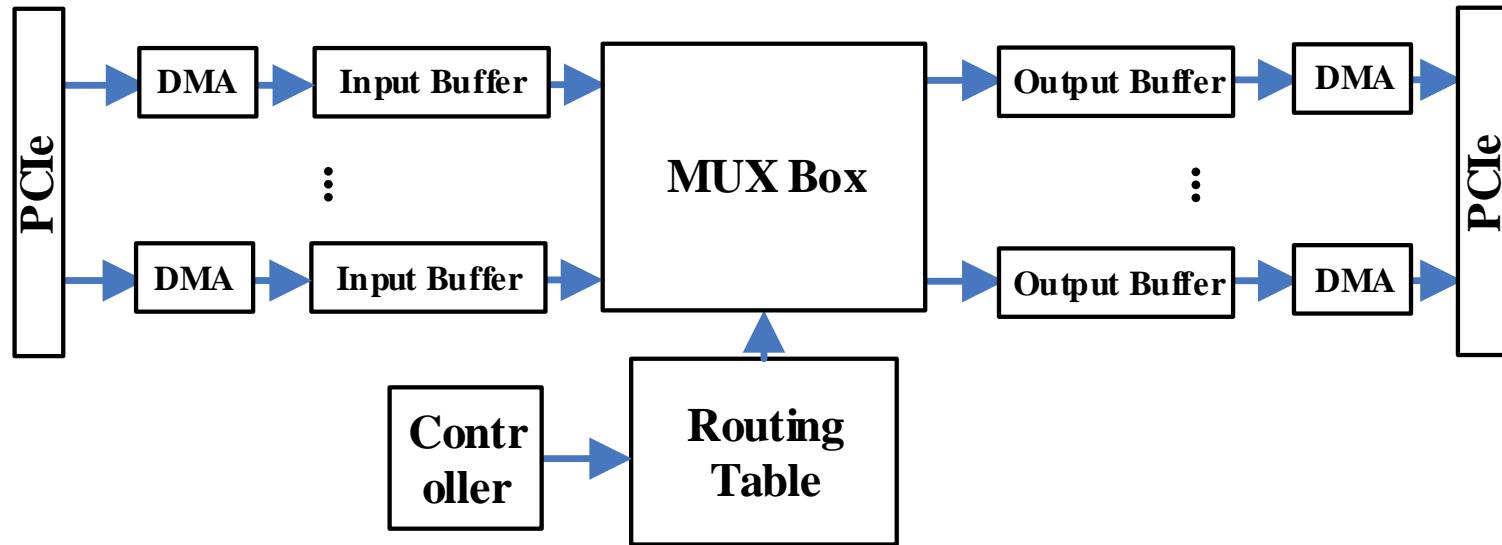 PCIe
DMA
Input Buffer
DMA
Input Buffer
MUX Box
Output Buffer
DMA
Output Buffer
DMA
PCIe
Contr
oller
Routing
Table